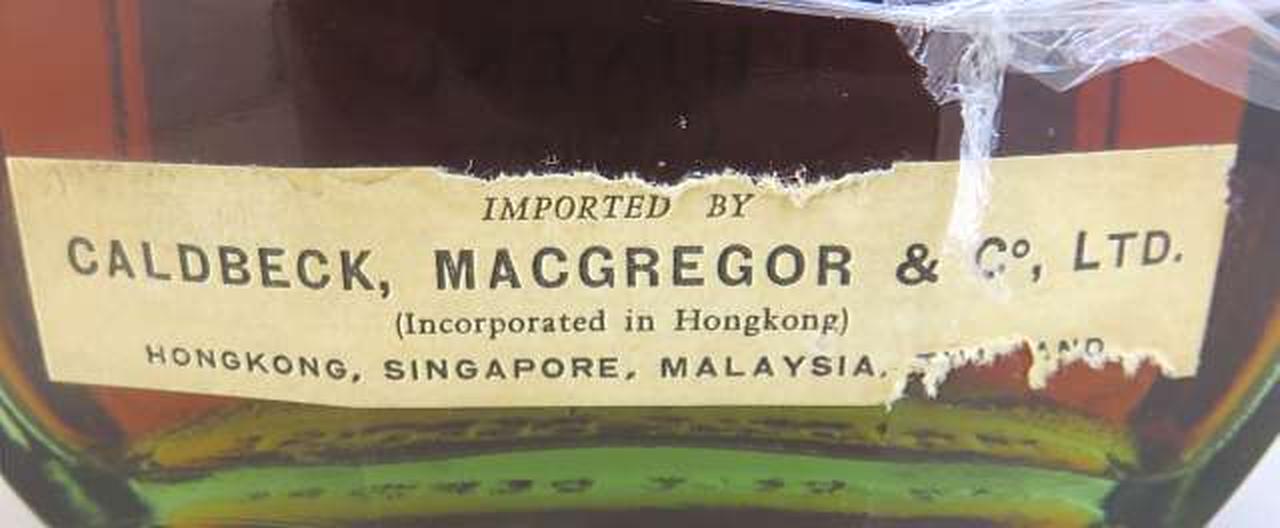 IMPORTED BY
CALDBECK, MACGREGOR & Cº, LTD.
(Incorporated in Hongkong)
HONGKONG, SINGAPORE, MALAYSIA,